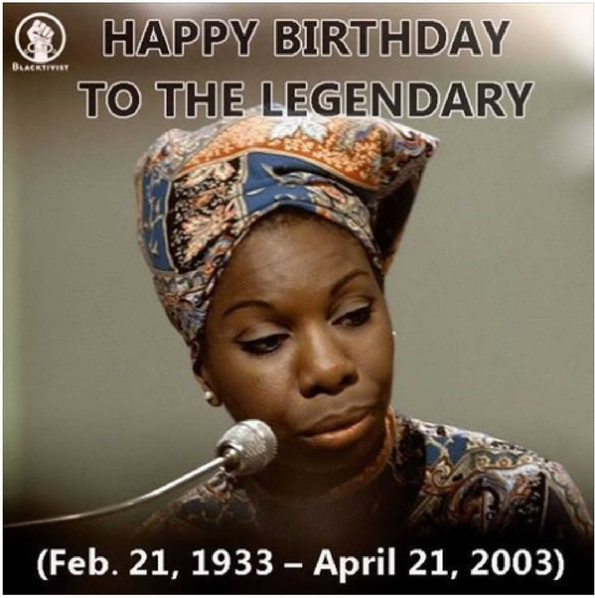 BLACKTIVIST
HAPPY BIRTHDAY
TO THE LEGENDARY
(Feb. 21, 1933 – April 21, 2003)